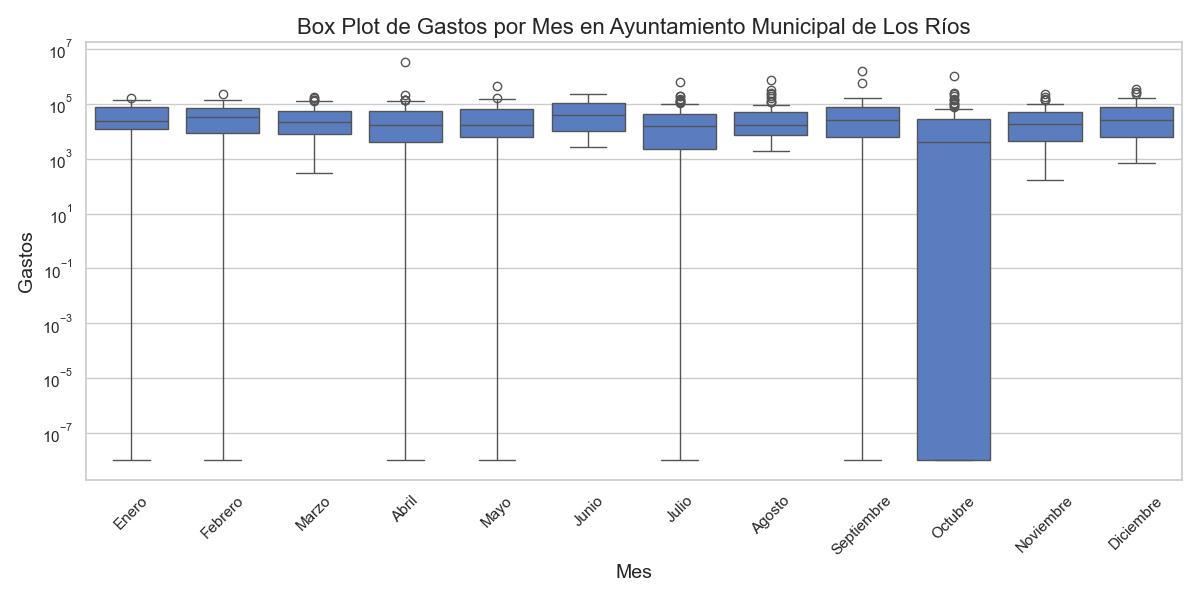 Box Plot de Gastos por Mes en Ayuntamiento Municipal de Los Ríos
Gastos
10^7
10^5
10^3
10^1
10^−1
10^−3
10^−5
10^−7
Enero
Febrero
Marzo
Abril
Mayo
Junio
Julio
Agosto
Septiembre
Octubre
Noviembre
Diciembre
Mes